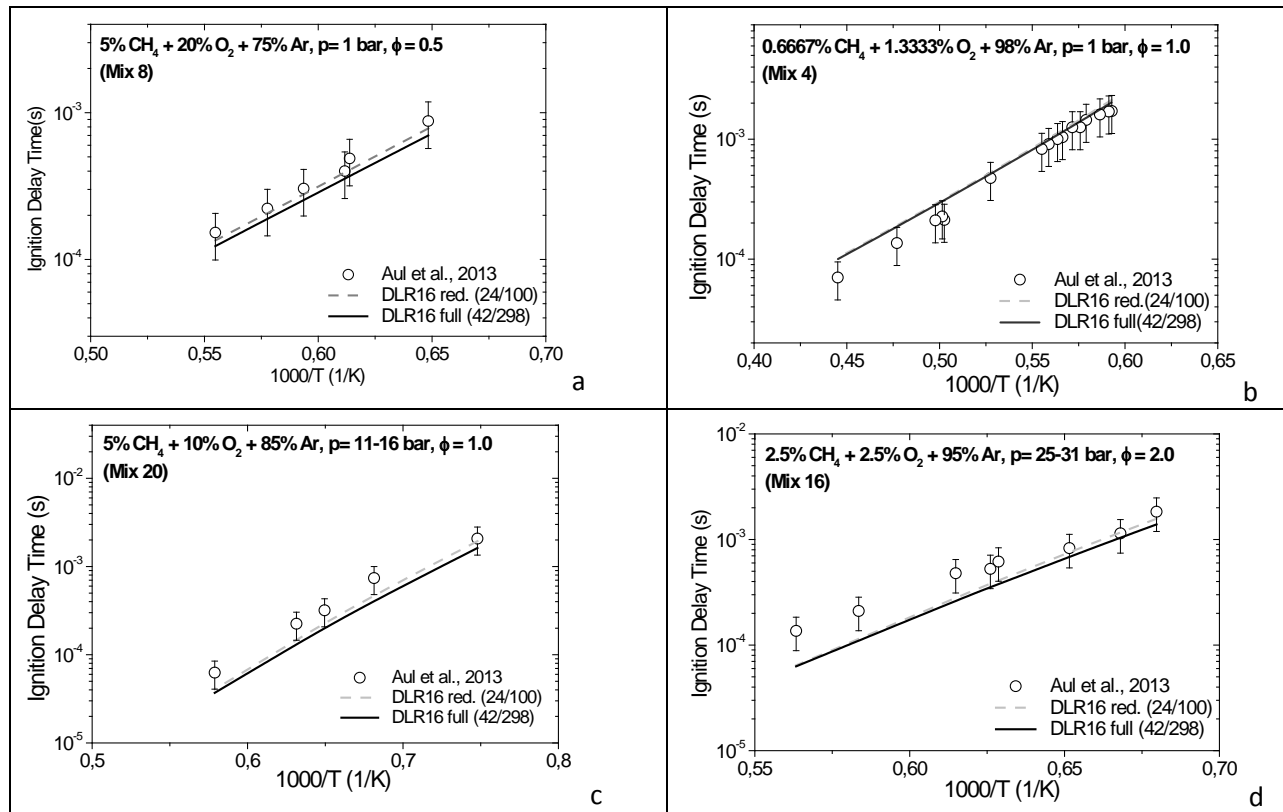 5% CH₄ + 20% O₂ + 75% Ar, p= 1 bar, ϕ = 0.5
(Mix 8)
10⁻³
10⁻⁴
Ignition Delay Time(s)
Aul et al., 2013
DLR16 red. (24/100)
DLR16 full (42/298)
0,50 0,55 0,60 0,65 0,70
1000/T (1/K)
a
0.6667% CH₄ + 1.3333% O₂ + 98% Ar, p= 1 bar, ϕ = 1.0
(Mix 4)
10⁻³
10⁻⁴
Ignition Delay Time (s)
Aul et al., 2013
DLR16 red.(24/100)
DLR16 full(42/298)
0,40 0,45 0,50 0,55 0,60 0,65
1000/T (1/K)
b
5% CH₄ + 10% O₂ + 85% Ar, p= 11-16 bar, ϕ = 1.0
(Mix 20)
10⁻²
10⁻³
10⁻⁴
10⁻⁵
Ignition Delay Time (s)
Aul et al., 2013
DLR16 red. (24/100)
DLR16 full (42/298)
0,5 0,6 0,7 0,8
1000/T (1/K)
c
2.5% CH₄ + 2.5% O₂ + 95% Ar, p= 25-31 bar, ϕ = 2.0
(Mix 16)
10⁻²
10⁻³
10⁻⁴
10⁻⁵
Ignition Delay Time (s)
Aul et al., 2013
DLR16 red. (24/100)
DLR16 full (42/298)
0,55 0,60 0,65 0,70
1000/T (1/K)
d